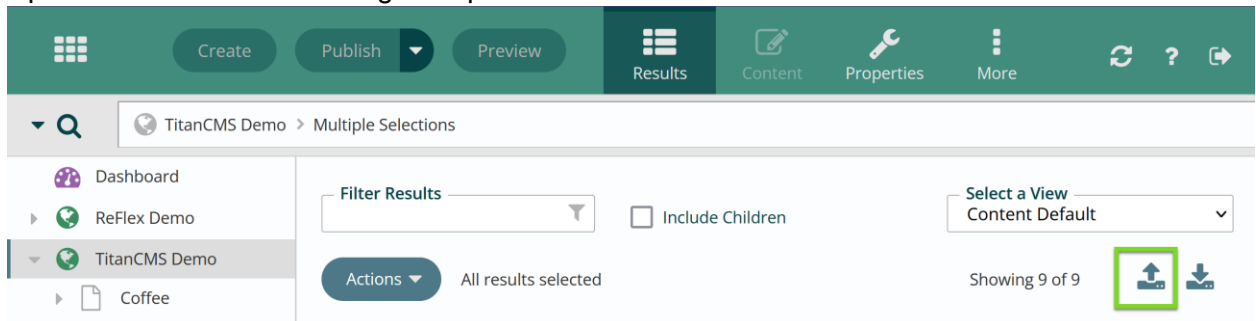 Create
Publish
Preview
Results
Content
Properties
More
?
TitanCMS Demo > Multiple Selections
Dashboard
ReFlex Demo
TitanCMS Demo
Coffee
Filter Results
Include Children
Select a View
Content Default
Actions
All results selected
Showing 9 of 9